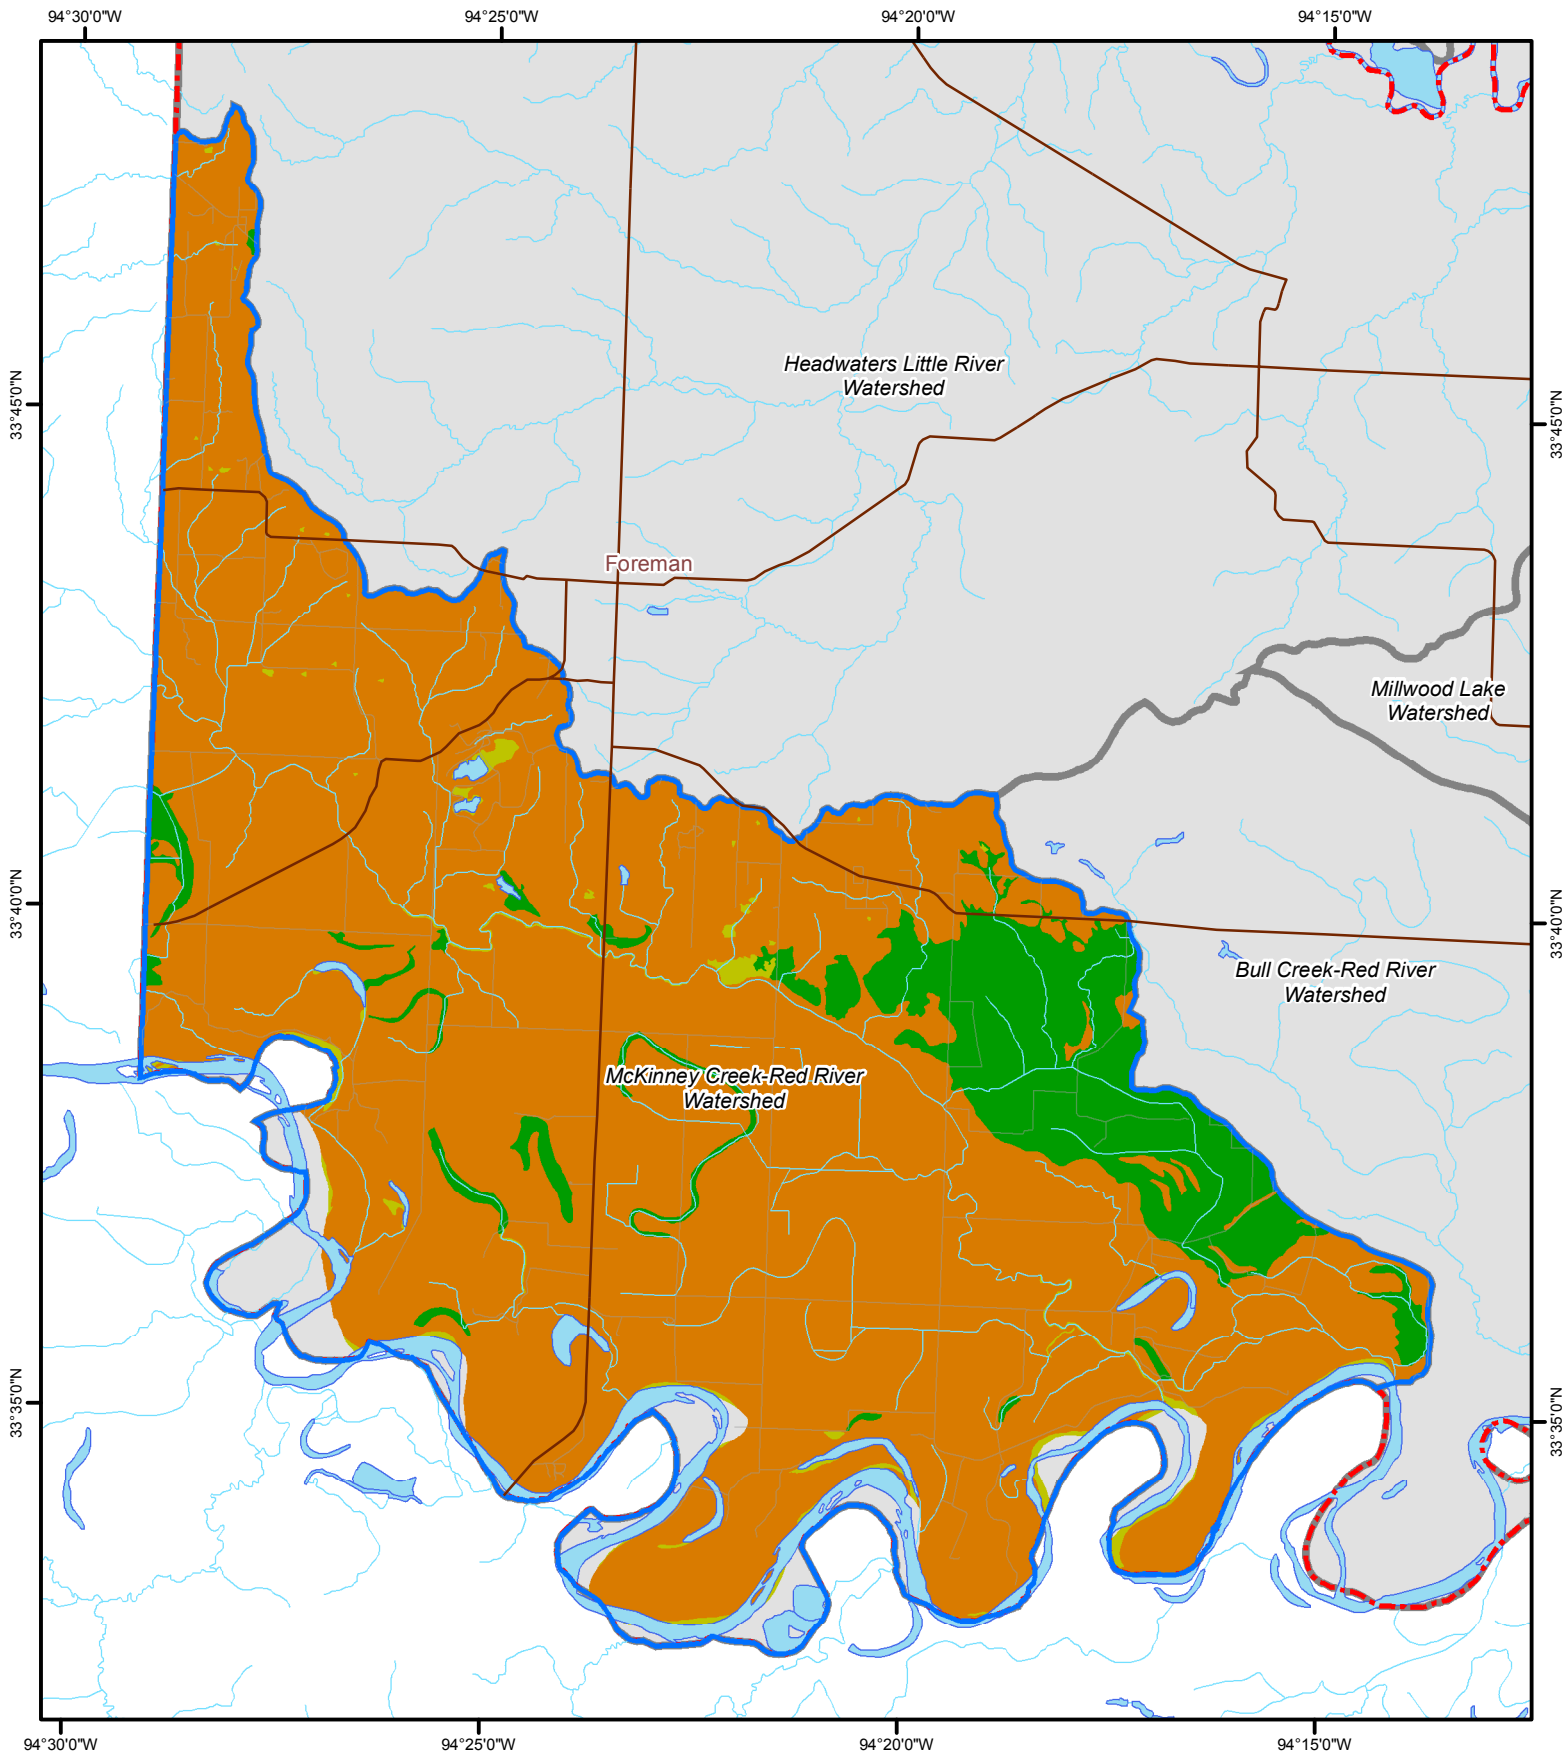 94°30'0"W
94°25'0"W
94°20'0"W
94°15'0"W
Headwaters Little River
Watershed
33°45'0"N
33°45'0"N
Foreman
Millwood Lake
Watershed
33°40'0"N
33°40'0"N
Bull Creek-Red River
Watershed
McKinney Creek-Red River
Watershed
33°35'0"N
33°35'0"N
94°30'0"W
94°25'0"W
94°20'0"W
94°15'0"W